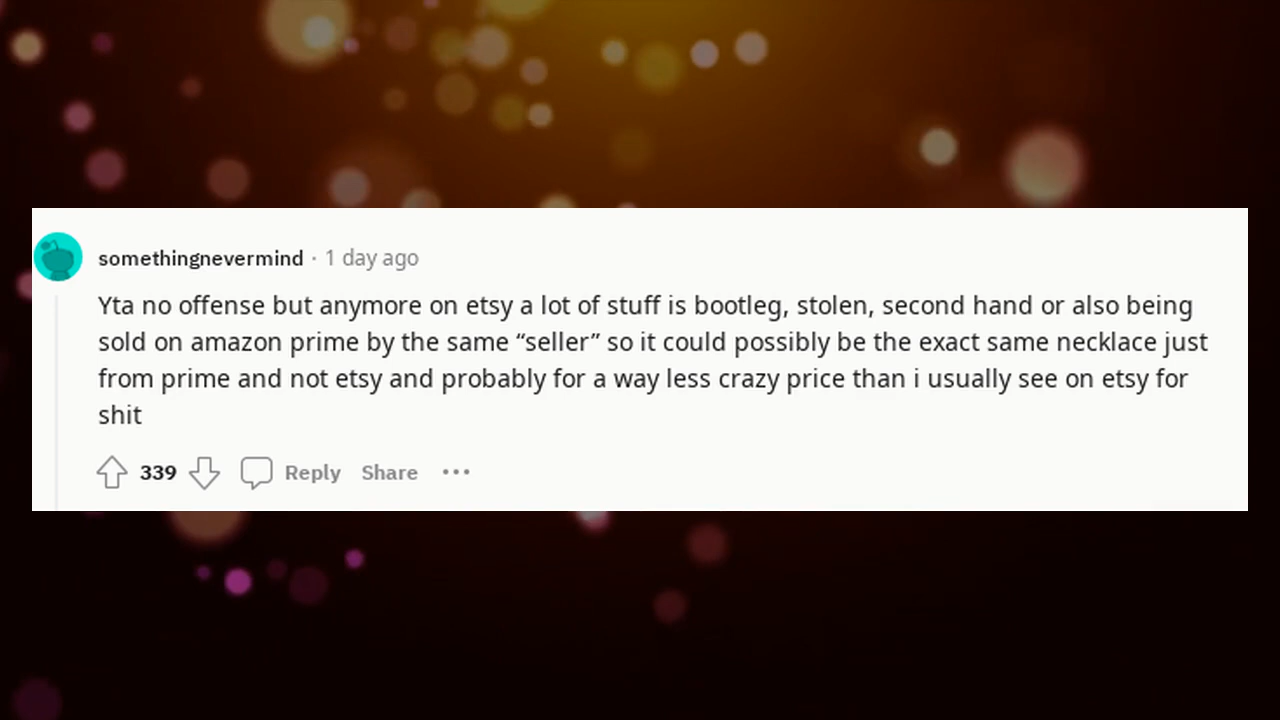 somethingnevermind · 1 day ago
Yta no offense but anymore on etsy a lot of stuff is bootleg, stolen, second hand or also being
sold on amazon prime by the same “seller” so it could possibly be the exact same necklace just
from prime and not etsy and probably for a way less crazy price than i usually see on etsy for
shit
339 Reply Share •••